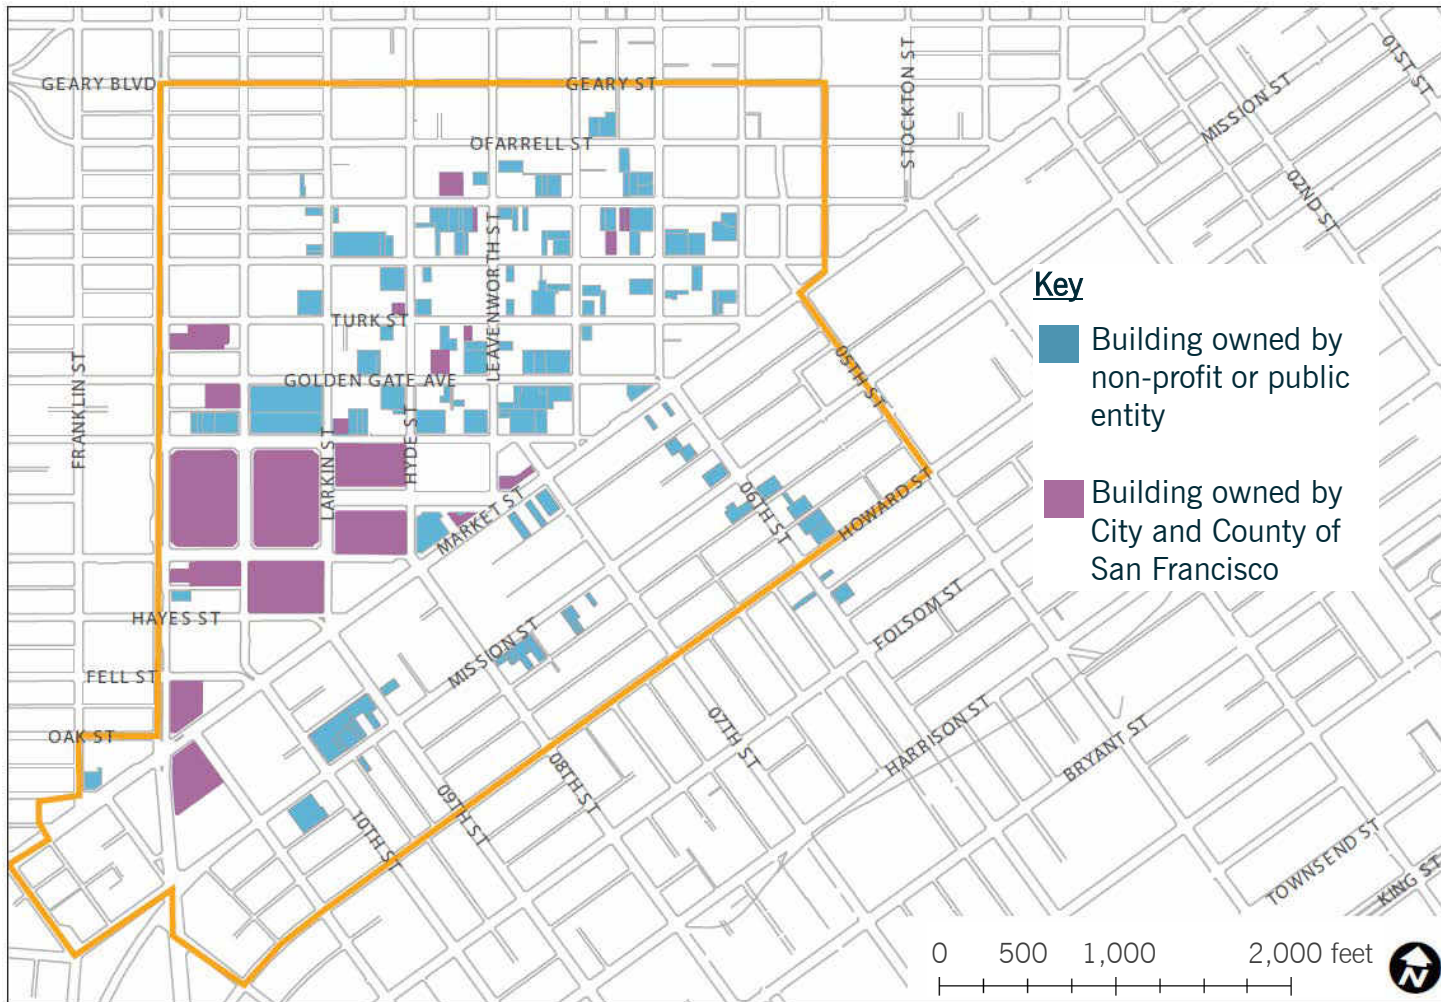 GEARY BLVD
GEARY ST
STOCKTON ST
01ST ST
MISSION ST
OFARRELL ST
02ND ST
LEAVENWORTH ST
TURK ST
FRANKLIN ST
GOLDEN GATE AVE
05TH ST
LARKIN ST
HYDE ST
MARKET ST
06TH ST
HOWARD ST
HAYES ST
MISSION ST
FOLSOM ST
FELL ST
OAK ST
07TH ST
HARRISON ST
BRYANT ST
08TH ST
09TH ST
10TH ST
TOWNSEND ST
KING ST
Key
Building owned by
non-profit or public
entity
Building owned by
City and County of
San Francisco
0 500 1,000 2,000 feet
N